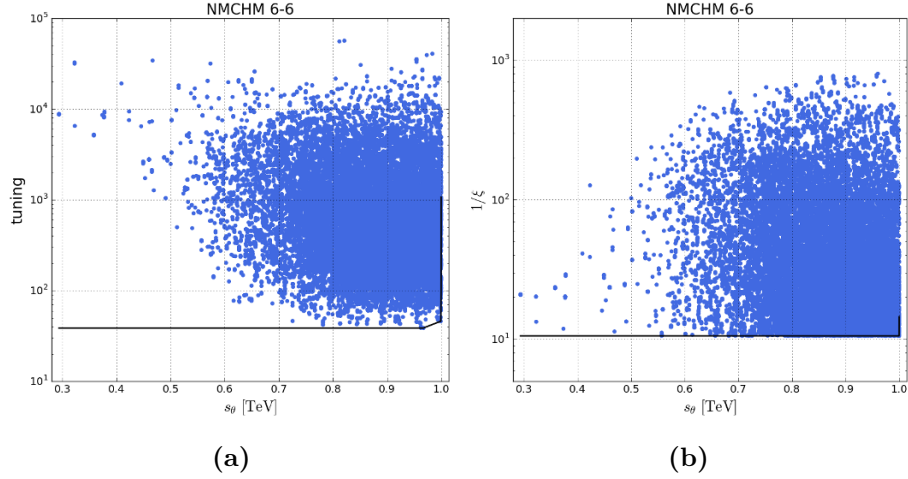 NMCHM 6-6
10^5
10^4
10^3
10^2
10^1
tuning
0.3 0.4 0.5 0.6 0.7 0.8 0.9 1.0
s_θ [TeV]
(a)
NMCHM 6-6
10^3
10^2
10^1
1/ξ
0.3 0.4 0.5 0.6 0.7 0.8 0.9 1.0
s_θ [TeV]
(b)